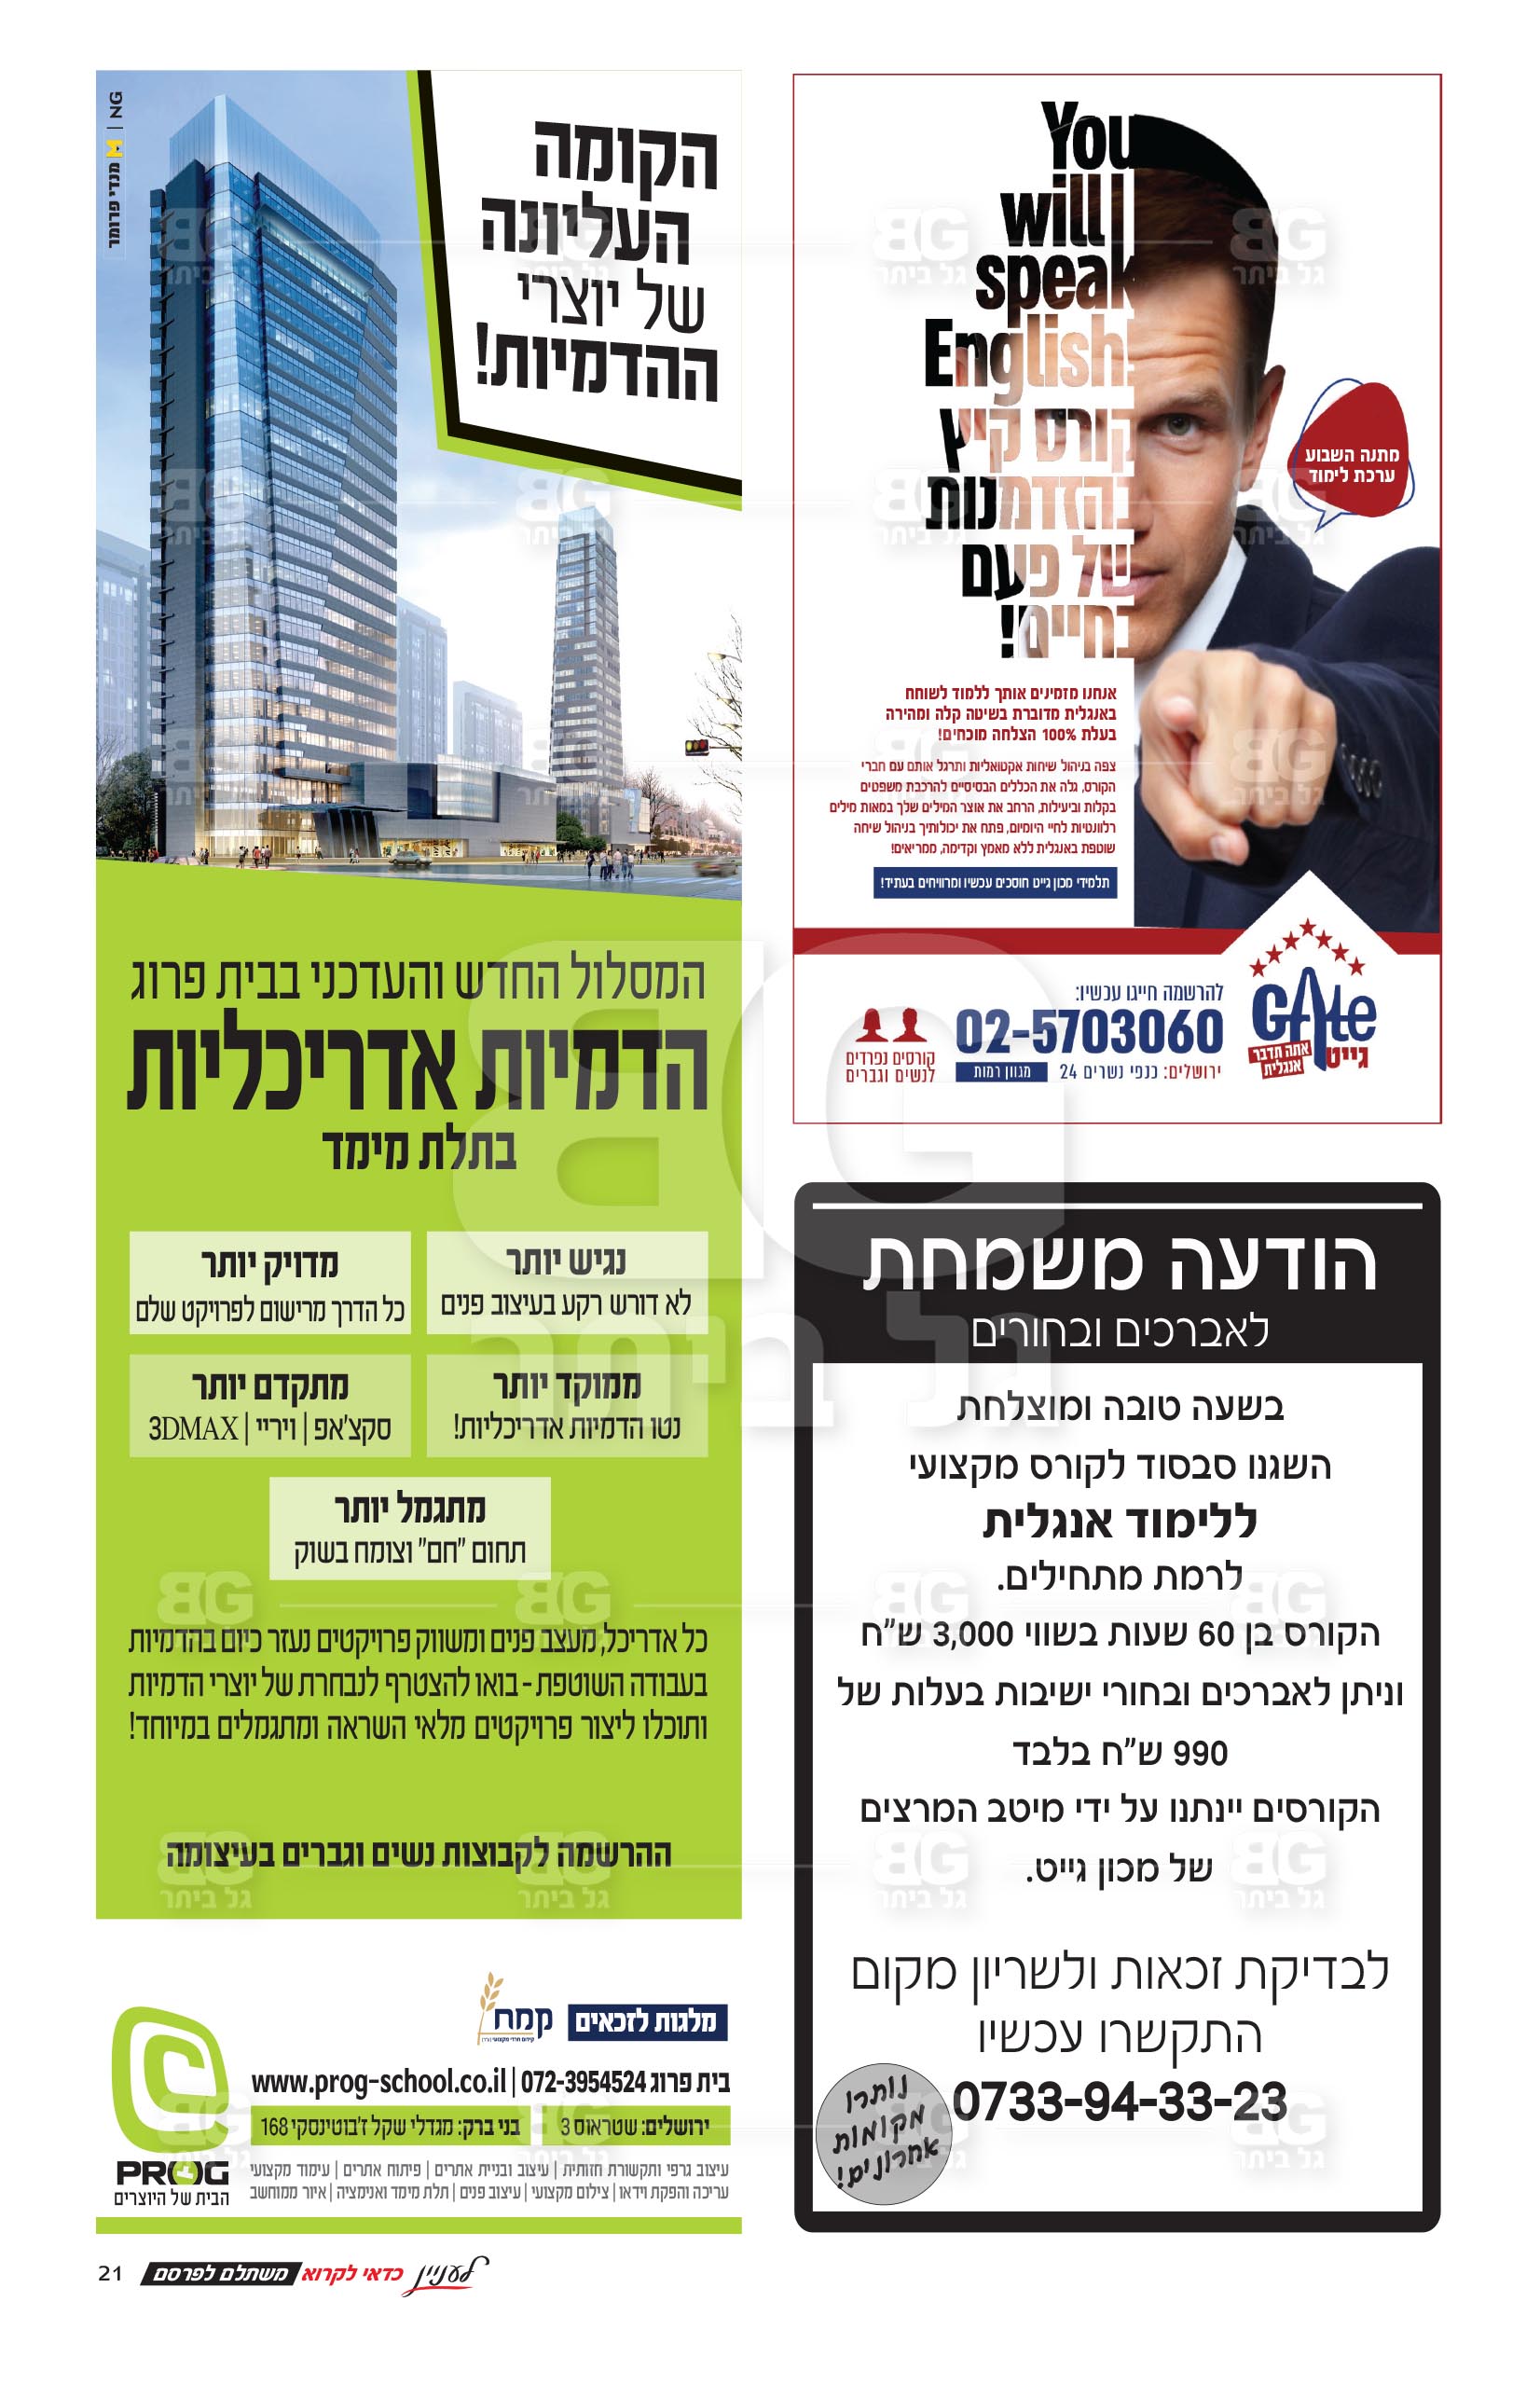 You
will
speak
English!
קורס קיץ
בהזדמנות
של פעם
בחיים!
מתנה השבוע
ערכת לימוד
אנחנו מזמינים אותך ללמוד לשוחח
באנגלית מדוברת בשיטה קלה ומהירה
בעלת 100% הצלחה מוכחים!
צפה בניהול שיחות אקטואליות ותרגל אותם עם חברי
הקורס, גלה את הכללים הבסיסיים להרכבת משפטים
בקלות וביעילות, הרחב את אוצר המילים שלך במאות מילים
רלוונטיות לחיי היומיום, פתח את יכולותיך בניהול שיחה
שוטפת באנגלית ללא מאמץ וקדימה, ממריאים!
תלמידי מכון גייט חוסכים עכשיו ומרוויחים בעתיד!
GAte
גייט
אתה תדבר
אנגלית
להרשמה חייגו עכשיו:
02-5703060
ירושלים: כנפי נשרים 24 מגוון רמות
קורסים נפרדים
לנשים וגברים
הודעה משמחת
לאברכים ובחורים
בשעה טובה ומוצלחת
השגנו סבסוד לקורס מקצועי
ללימוד אנגלית
לרמת מתחילים.
הקורס בן 60 שעות בשווי 3,000 ש"ח
וניתן לאברכים ובחורי ישיבות בעלות של
990 ש"ח בלבד
הקורסים יינתנו על ידי מיטב המרצים
של מכון גייט.
לבדיקת זכאות ולשריון מקום
התקשרו עכשיו
0733-94-33-23
נותרו
מקומות
אחרונים!
מנדי פרומר M | NG
הקומה
העליונה
של יוצרי
ההדמיות!
המסלול החדש והעדכני בבית פרוג
הדמיות אדריכליות
בתלת מימד
נגיש יותר
לא דורש רקע בעיצוב פנים
מדויק יותר
כל הדרך מרישום לפרויקט שלם
ממוקד יותר
נטו הדמיות אדריכליות!
מתקדם יותר
סקצ'אפ | וריי | 3DMAX
מתגמל יותר
תחום "חם" וצומח בשוק
כל אדריכל, מעצב פנים ומשווק פרויקטים נעזר כיום בהדמיות
בעבודה השוטפת - בואו להצטרף לנבחרת של יוצרי הדמיות
ותוכלו ליצור פרויקטים מלאי השראה ומתגמלים במיוחד!
ההרשמה לקבוצות נשים וגברים בעיצומה
מלגות לזכאים
קמח
קידום חרדי מקצועי
בית פרוג 072-3954524 | www.prog-school.co.il
ירושלים: שטראוס 3
בני ברק: מגדלי שקל ז'בוטינסקי 168
עיצוב גרפי ותקשורת חזותית | עיצוב ובניית אתרים | פיתוח אתרים | עימוד מקצועי
עריכה והפקת וידאו | צילום מקצועי | עיצוב פנים | תלת מימד ואנימציה | איור ממוחשב
PROG
הבית של היוצרים
לעניין כדאי לקרוא משתלם לפרסם 21
BG
גל ביתר